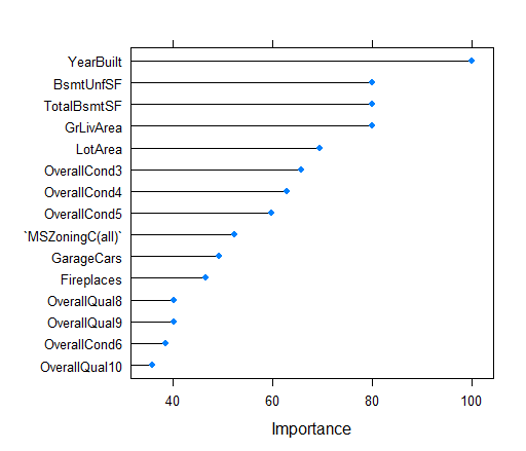 YearBuilt
BsmtUnfSF
TotalBsmtSF
GrLivArea
LotArea
OverallCond3
OverallCond4
OverallCond5
`MSZoningC(all)`
GarageCars
Fireplaces
OverallQual8
OverallQual9
OverallCond6
OverallQual10
40 60 80 100
Importance